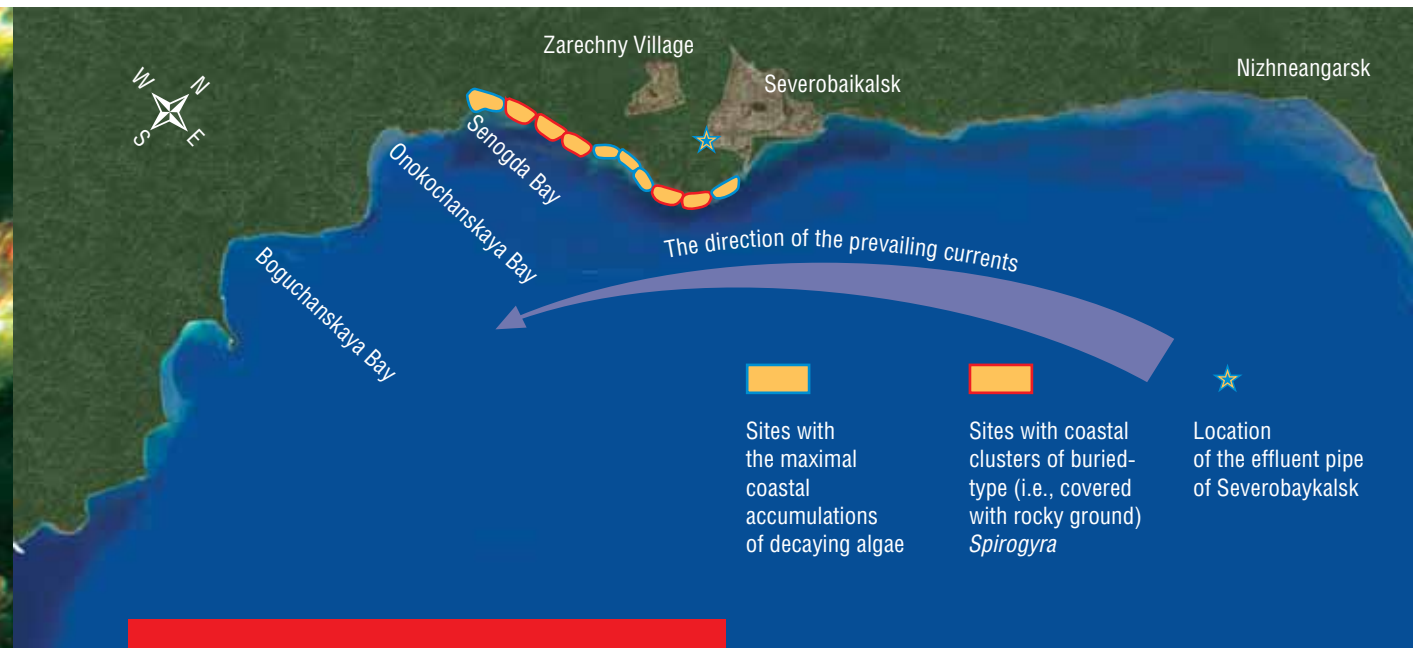 Zarechny Village
Severobaikalsk
Nizhneangarsk
W
N
S
E
Senogda Bay
Onokochanskaya Bay
Boguchanskaya Bay
The direction of the prevailing currents
Sites with
the maximal
coastal
accumulations
of decaying algae
Sites with coastal
clusters of buried-
type (i.e., covered
with rocky ground)
Spirogyra
Location
of the effluent pipe
of Severobaykalsk